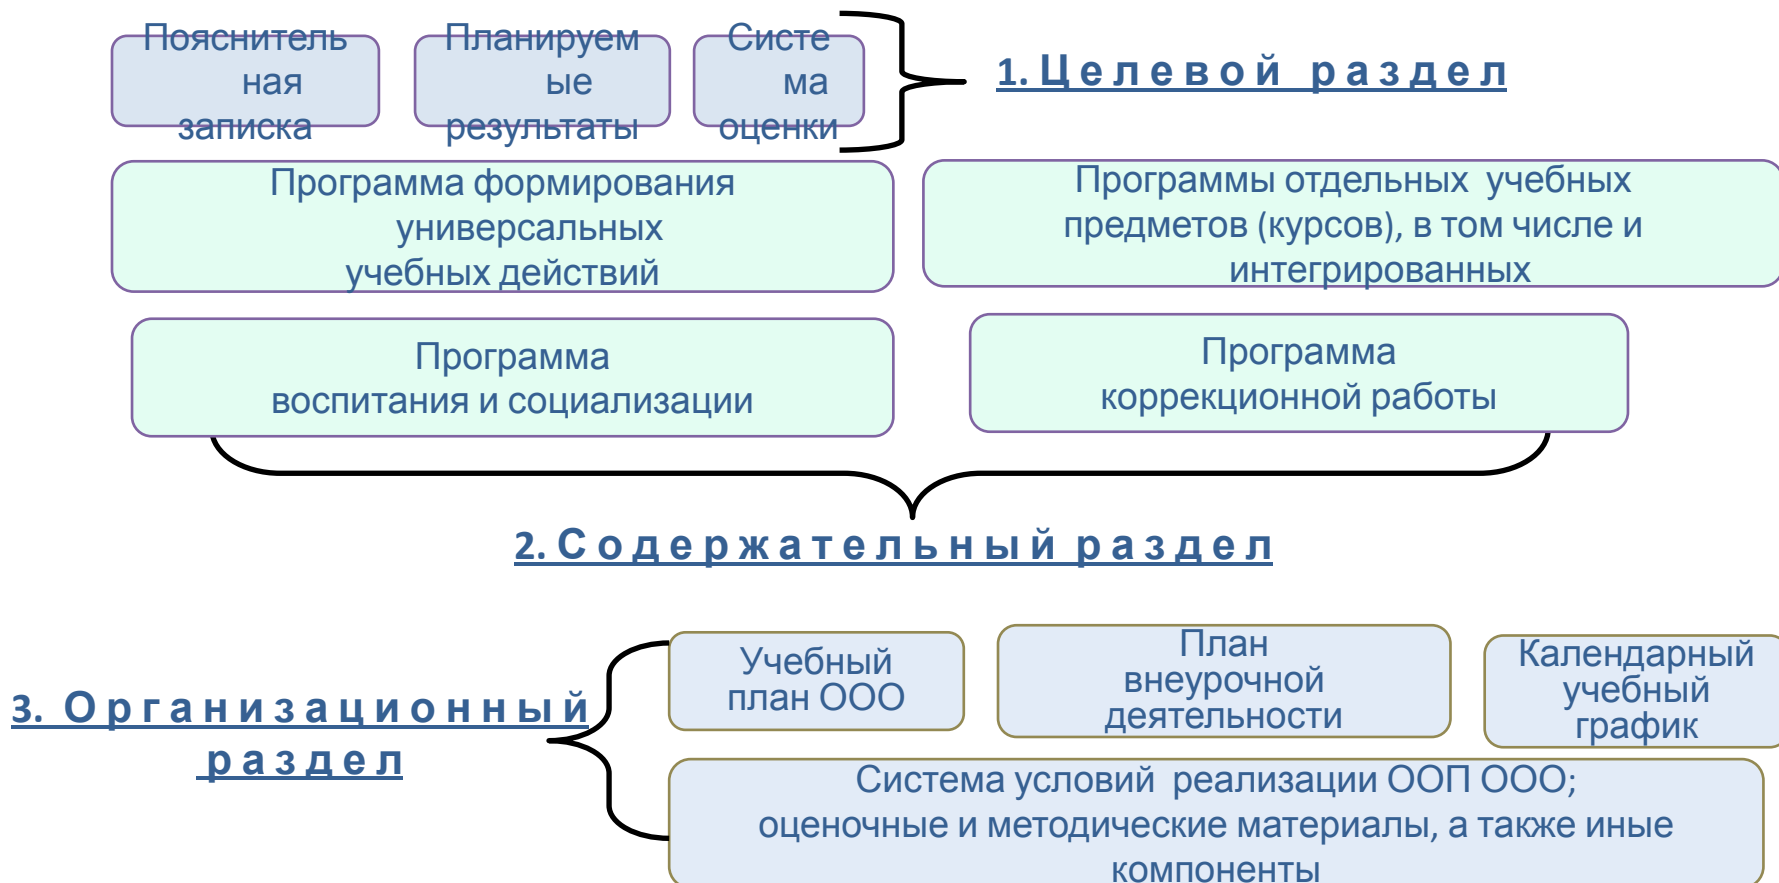 Пояснитель
ная
записка
Планируем
ые
результаты
Систе
ма
оценки
1. Целевой раздел
Программа формирования
универсальных
учебных действий
Программы отдельных учебных
предметов (курсов), в том числе и
интегрированных
Программа
воспитания и социализации
Программа
коррекционной работы
2. Содержательный раздел
3. Организационный
раздел
Учебный
план ООО
План
внеурочной
деятельности
Календарный
учебный
график
Система условий реализации ООП ООО;
оценочные и методические материалы, а также иные
компоненты